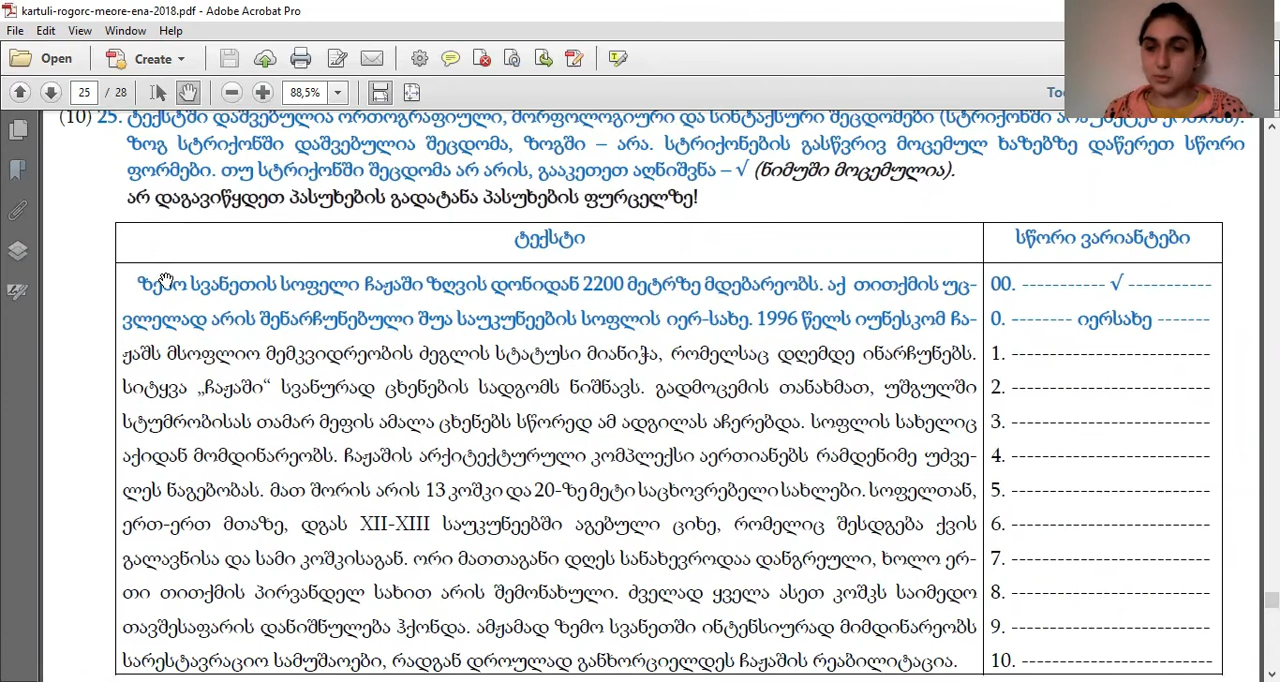 kartuli-rogorc-meore-ena-2018.pdf - Adobe Acrobat Pro
File Edit View Window Help
Open Create
25 / 28 88,5% Too
(10) 25. ტექსტში დაშვებულია ორთოგრაფიული, მორფოლოგიური და სინტაქსური შეცდომები (სტრიქონში
ზოგ სტრიქონში დაშვებულია შეცდომა, ზოგში – არა. სტრიქონების გასწვრივ მოცემულ ხაზებზე დაწერეთ სწორი
ფორმები. თუ სტრიქონში შეცდომა არ არის, გააკეთეთ აღნიშვნა – √ (ნიმუში მოცემულია).
არ დაგავიწყდეთ პასუხების გადატანა პასუხების ფურცელზე!
ტექსტი სწორი ვარიანტები
ზემო სვანეთის სოფელი ჩაჟაში ზღვის დონიდან 2200 მეტრზე მდებარეობს. აქ თითქმის უც- 00. ----------- √ -----------
ვლელად არის შენარჩუნებული შუა საუკუნეების სოფლის იერ-სახე. 1996 წელს იუნესკომ ჩა- 0. -------- იერსახე -------
ჟაშს მსოფლიო მემკვიდრეობის ძეგლის სტატუსი მიანიჭა, რომელსაც დღემდე ინარჩუნებს. 1. ----------------------------
სიტყვა „ჩაჟაში“ სვანურად ცხენების სადგომს ნიშნავს. გადმოცემის თანახმათ, უშგულში 2. ----------------------------
სტუმრობისას თამარ მეფის ამალა ცხენებს სწორედ ამ ადგილას აჩერებდა. სოფლის სახელიც 3. ----------------------------
აქიდან მომდინარეობს. ჩაჟაშის არქიტექტურული კომპლექსი აერთიანებს რამდენიმე უძვე- 4. ----------------------------
ლეს ნაგებობას. მათ შორის არის 13 კოშკი და 20-ზე მეტი საცხოვრებელი სახლები. სოფელთან, 5. ----------------------------
ერთ-ერთ მთაზე, დგას XII-XIII საუკუნეებში აგებული ციხე, რომელიც შესდგება ქვის 6. ----------------------------
გალავნისა და სამი კოშკისაგან. ორი მათთაგანი დღეს სანახევროდაა დანგრეული, ხოლო ერ- 7. ----------------------------
თი თითქმის პირვანდელ სახით არის შემონახული. ძველად ყველა ასეთ კოშკს საიმედო 8. ----------------------------
თავშესაფარის დანიშნულება ჰქონდა. ამჟამად ზემო სვანეთში ინტენსიურად მიმდინარეობს 9. ----------------------------
სარესტავრაციო სამუშაოები, რადგან დროულად განხორციელდეს ჩაჟაშის რეაბილიტაცია. 10. ---------------------------